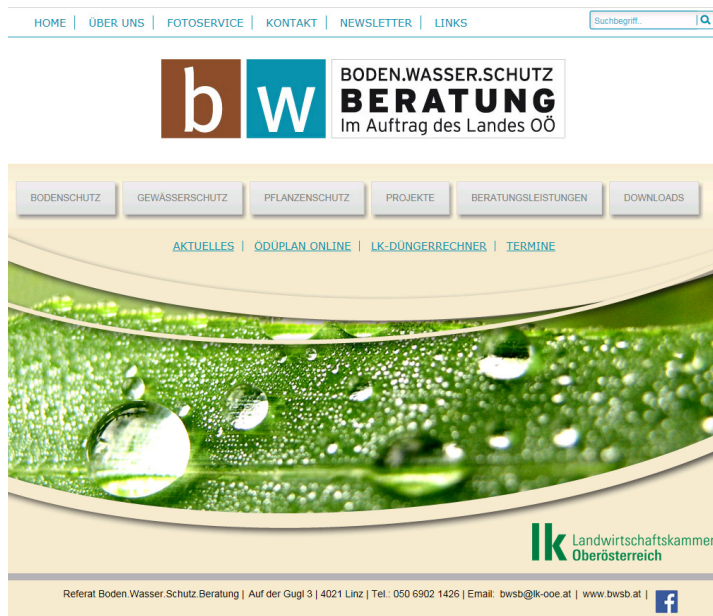 HOME | ÜBER UNS | FOTOSERVICE | KONTAKT | NEWSLETTER | LINKS
Suchbegriff..
bw
BODEN.WASSER.SCHUTZ
BERATUNG
Im Auftrag des Landes OÖ
BODENSCHUTZ GEWÄSSERSCHUTZ PFLANZENSCHUTZ PROJEKTE BERATUNGSLEISTUNGEN DOWNLOADS
AKTUELLES | ÖDÜPLAN ONLINE | LK-DÜNGERRECHNER | TERMINE
lk Landwirtschaftskammer
Oberösterreich
Referat Boden.Wasser.Schutz.Beratung | Auf der Gugl 3 | 4021 Linz | Tel.: 050 6902 1426 | Email: bwsb@lk-ooe.at | www.bwsb.at | f